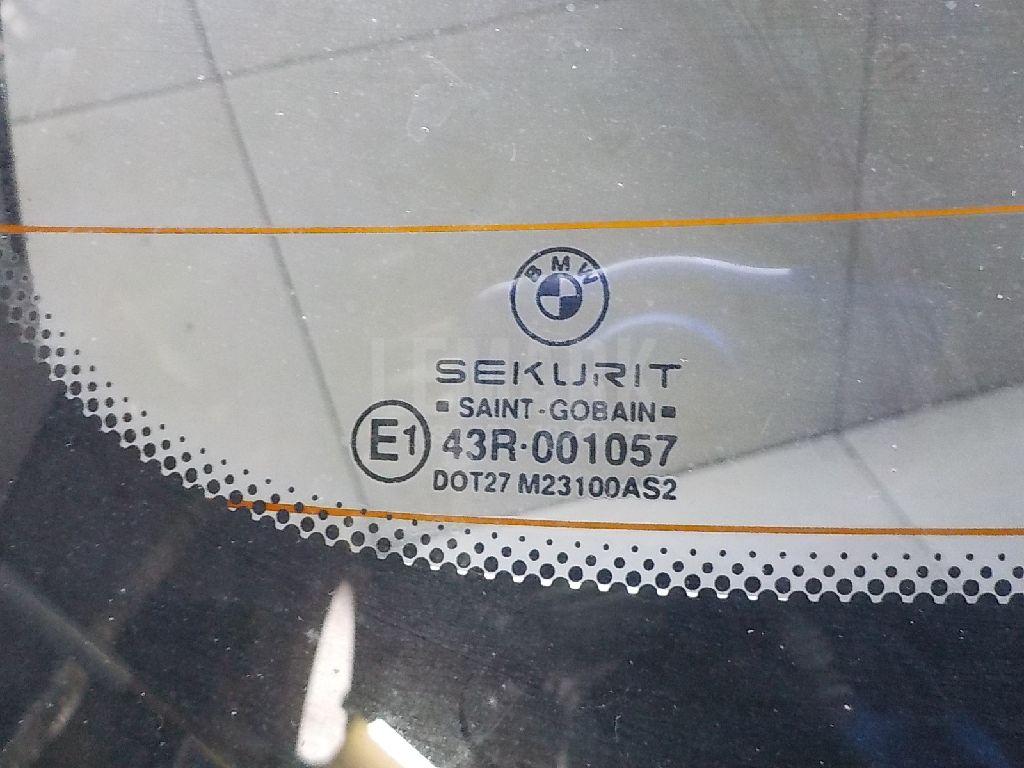 BMW
SEKURIT
SAINT-GOBAIN
E1 43R-001057
DOT27 M23100AS2